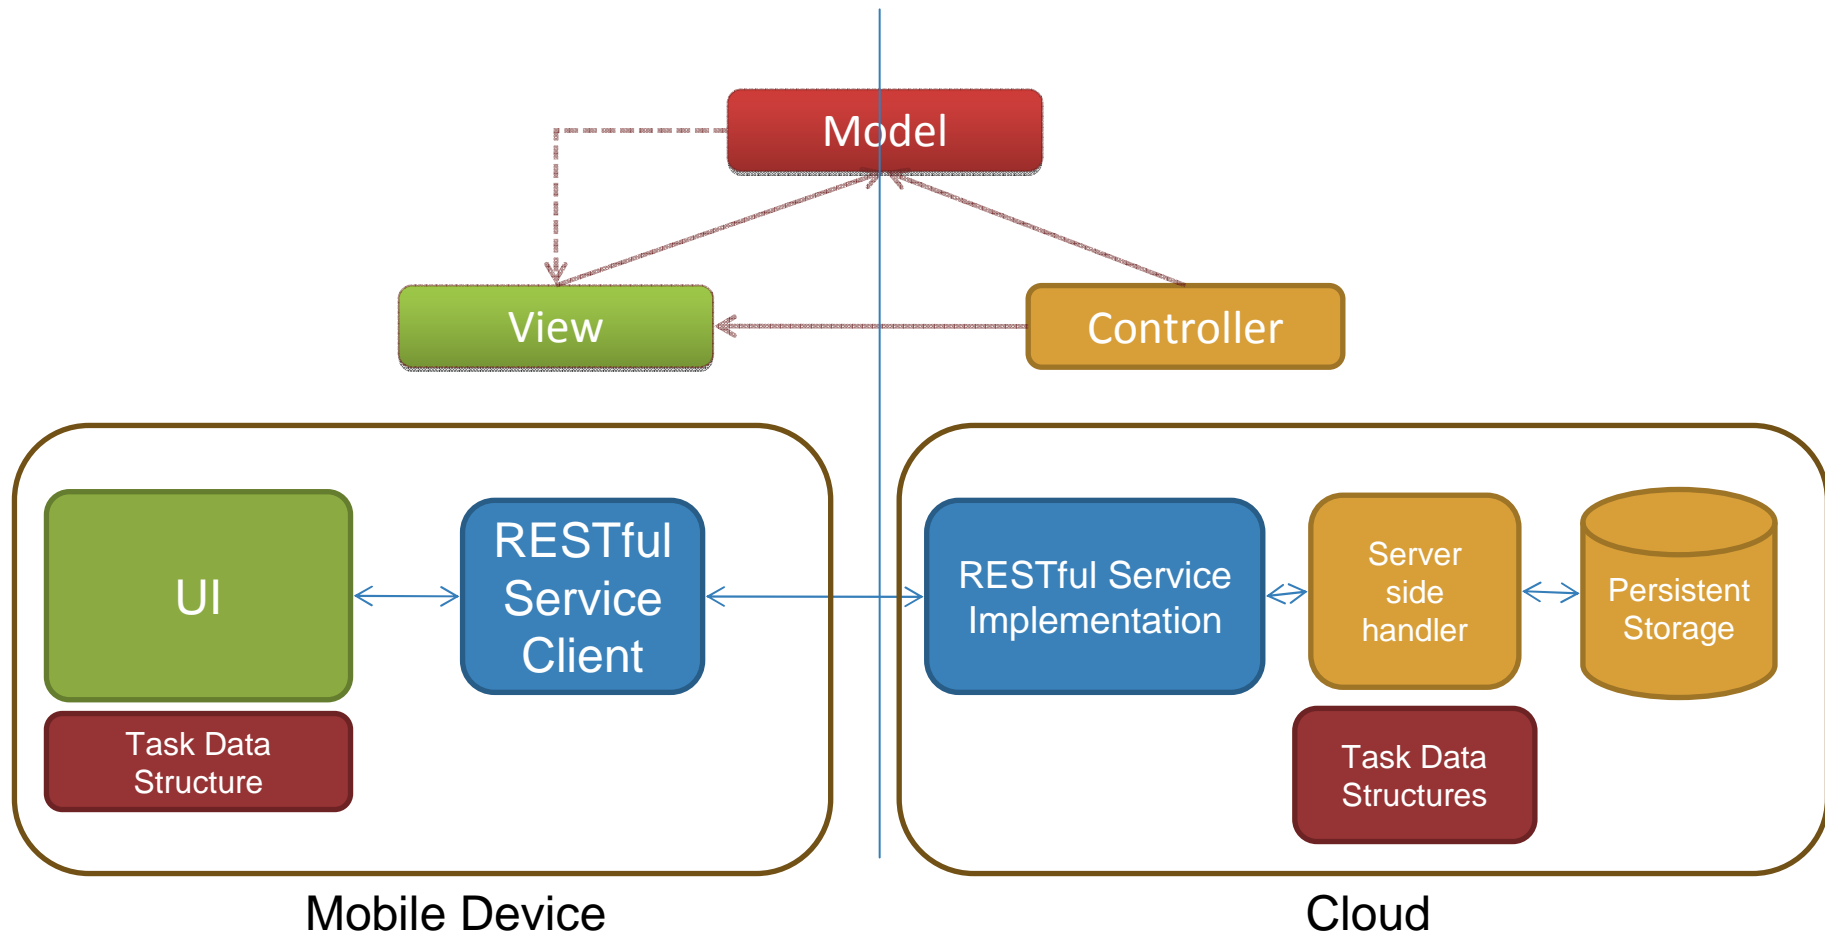 Model
View
Controller
UI
RESTful
Service
Client
RESTful Service
Implementation
Server
side
handler
Persistent
Storage
Task Data
Structure
Task Data
Structures
Mobile Device
Cloud